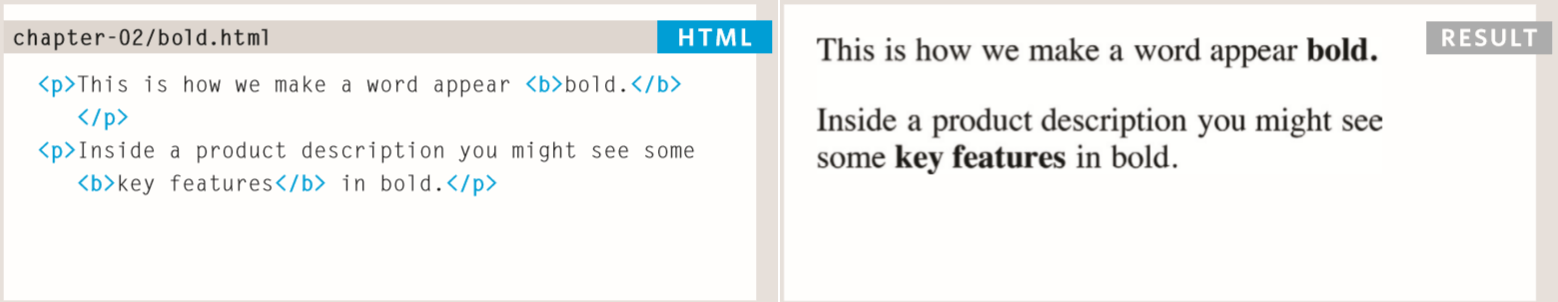 chapter-02/bold.html
HTML
<p>This is how we make a word appear <b>bold.</b>
</p>
<p>Inside a product description you might see some
<b>key features</b> in bold.</p>
RESULT
This is how we make a word appear bold.
Inside a product description you might see
some key features in bold.